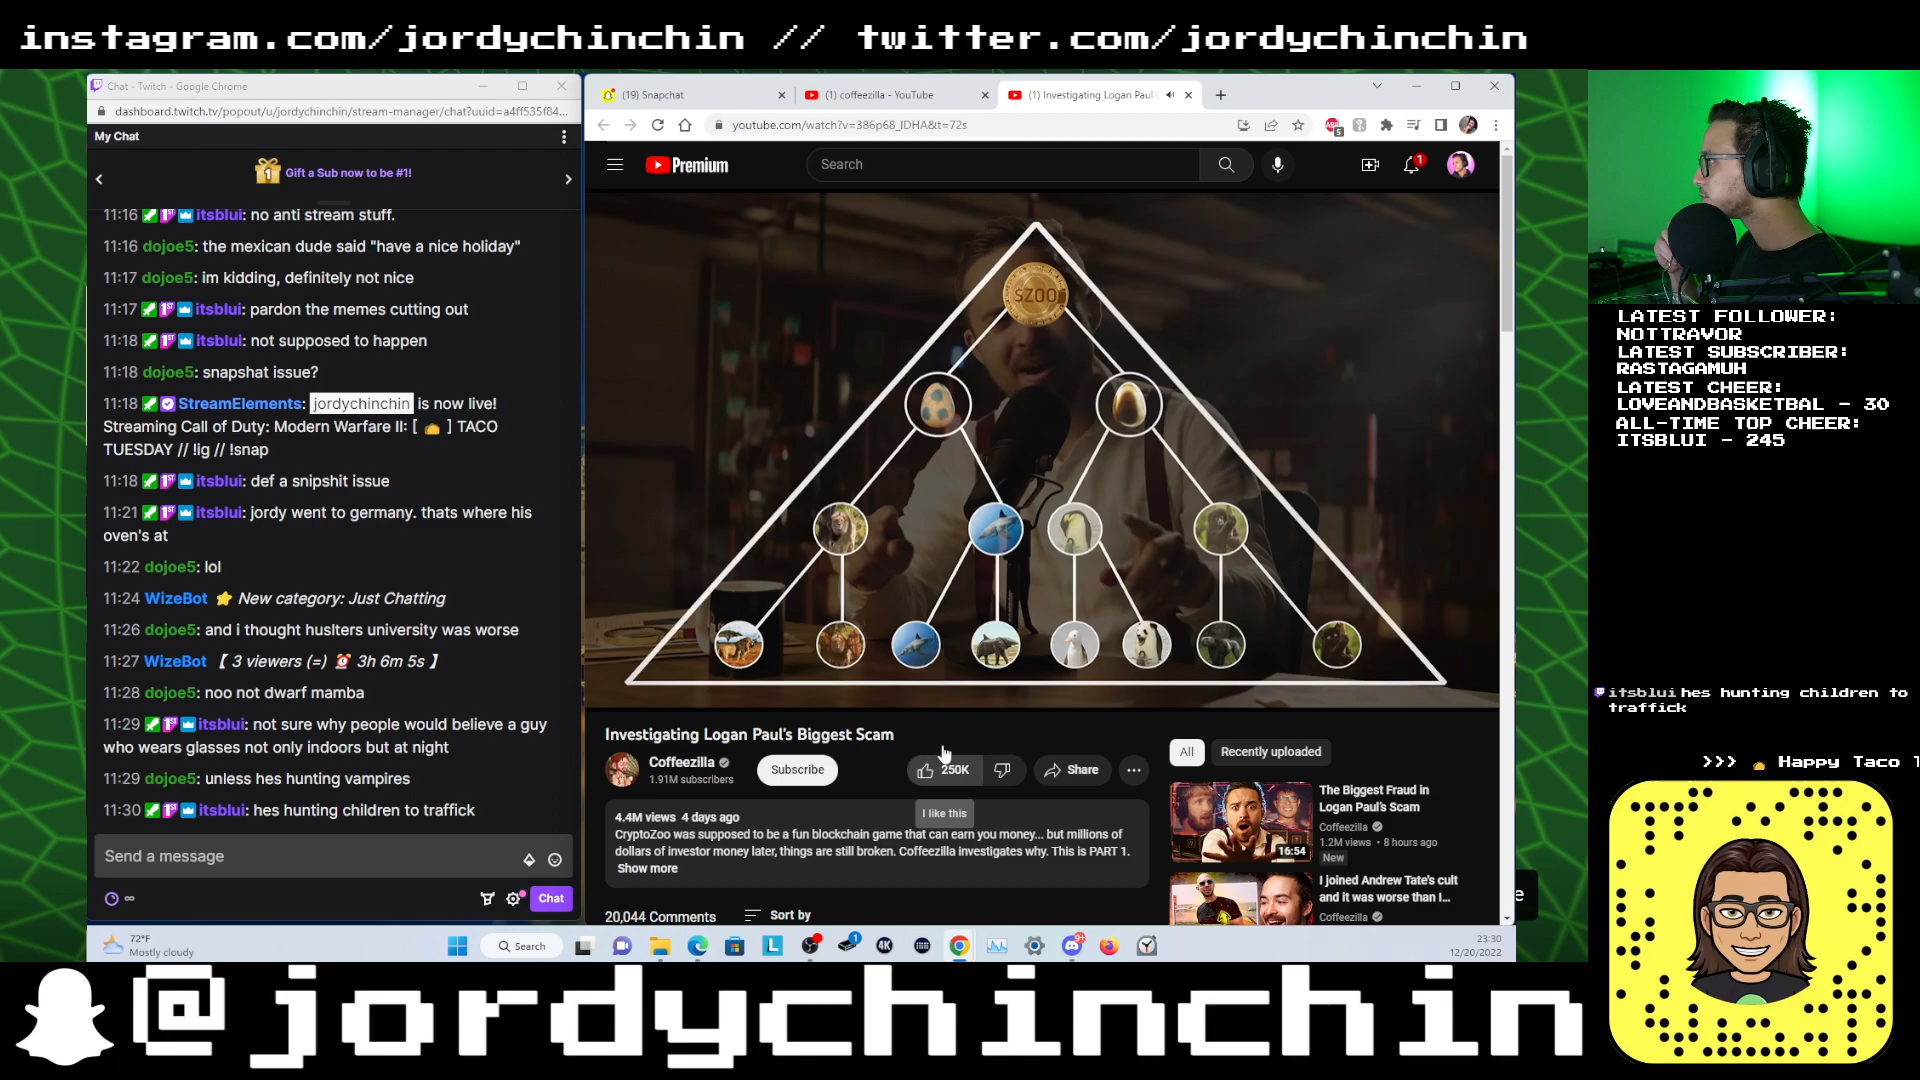 instagram.com/jordychinchin // twitter.com/jordychinchin
Chat - Twitch - Google Chrome
dashboard.twitch.tv/popout/u/jordychinchin/stream-manager/chat?uuid=a4ff535f84...
My Chat
1 Gift a Sub now to be #1!
11:16 itsblui: no anti stream stuff.
11:16 dojoe5: the mexican dude said "have a nice holiday"
11:17 dojoe5: im kidding, definitely not nice
11:17 itsblui: pardon the memes cutting out
11:18 itsblui: not supposed to happen
11:18 dojoe5: snapshat issue?
11:18 StreamElements: jordychinchin is now live!
Streaming Call of Duty: Modern Warfare II: [ 🌮 ] TACO
TUESDAY // !ig // !snap
11:18 itsblui: def a snipshit issue
11:21 itsblui: jordy went to germany. thats where his
oven's at
11:22 dojoe5: lol
11:24 WizeBot ⭐ New category: Just Chatting
11:26 dojoe5: and i thought huslters university was worse
11:27 WizeBot 【 3 viewers (=) ⏰ 3h 6m 5s 】
11:28 dojoe5: noo not dwarf mamba
11:29 itsblui: not sure why people would believe a guy
who wears glasses not only indoors but at night
11:29 dojoe5: unless hes hunting vampires
11:30 itsblui: hes hunting children to traffick
Send a message
Chat
(19) Snapchat
(1) coffeezilla - YouTube
(1) Investigating Logan Paul's
youtube.com/watch?v=386p68_IDHA&t=72s
5
Premium
Search
1
$ZOO
Investigating Logan Paul's Biggest Scam
Coffeezilla
1.91M subscribers
Subscribe
250K
Share
I like this
4.4M views 4 days ago
CryptoZoo was supposed to be a fun blockchain game that can earn you money... but millions of
dollars of investor money later, things are still broken. Coffeezilla investigates why. This is PART 1.
Show more
20,044 Comments
Sort by
All
Recently uploaded
16:54
The Biggest Fraud in
Logan Paul's Scam
Coffeezilla
1.2M views • 8 hours ago
New
I joined Andrew Tate's cult
and it was worse than I...
Coffeezilla
LATEST FOLLOWER:
NOTTRAVOR
LATEST SUBSCRIBER:
RASTAGAMUH
LATEST CHEER:
LOVEANDBASKETBAL - 30
ALL-TIME TOP CHEER:
ITSBLUI - 245
itsblui hes hunting children to
traffick
>>> 🌮 Happy Taco T
e
72°F
Mostly cloudy
Search
L
1
4K
9+
23:30
12/20/2022
@jordychinchin